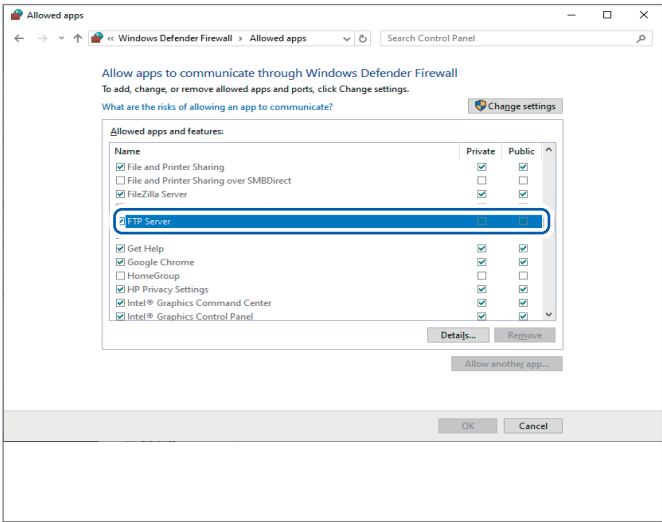 Allowed apps
« Windows Defender Firewall > Allowed apps
Search Control Panel
Allow apps to communicate through Windows Defender Firewall
To add, change, or remove allowed apps and ports, click Change settings.
What are the risks of allowing an app to communicate?
Change settings
Allowed apps and features:
Name Private Public
File and Printer Sharing
File and Printer Sharing over SMBDirect
FileZilla Server
FTP Server
Get Help
Google Chrome
HomeGroup
HP Privacy Settings
Intel® Graphics Command Center
Intel® Graphics Control Panel
Details... Remove
Allow another app...
OK Cancel